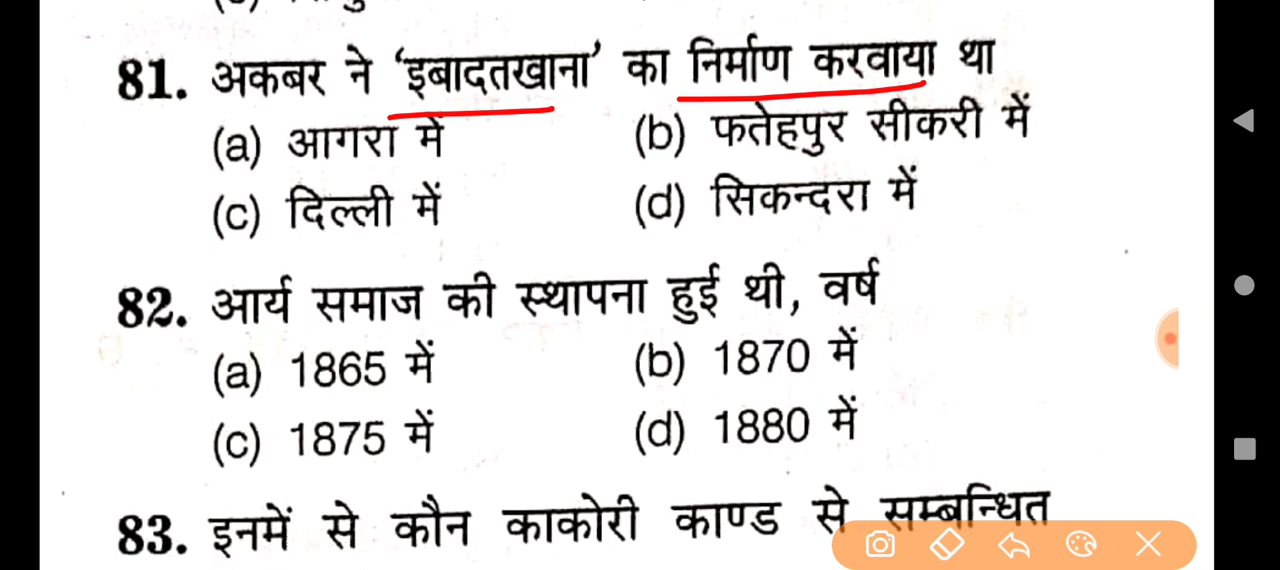 81. अकबर ने ‘इबादतखाना’ का निर्माण करवाया था
(a) आगरा में (b) फतेहपुर सीकरी में
(c) दिल्ली में (d) सिकन्दरा में
82. आर्य समाज की स्थापना हुई थी, वर्ष
(a) 1865 में (b) 1870 में
(c) 1875 में (d) 1880 में
83. इनमें से कौन काकोरी काण्ड से सम्बन्धित